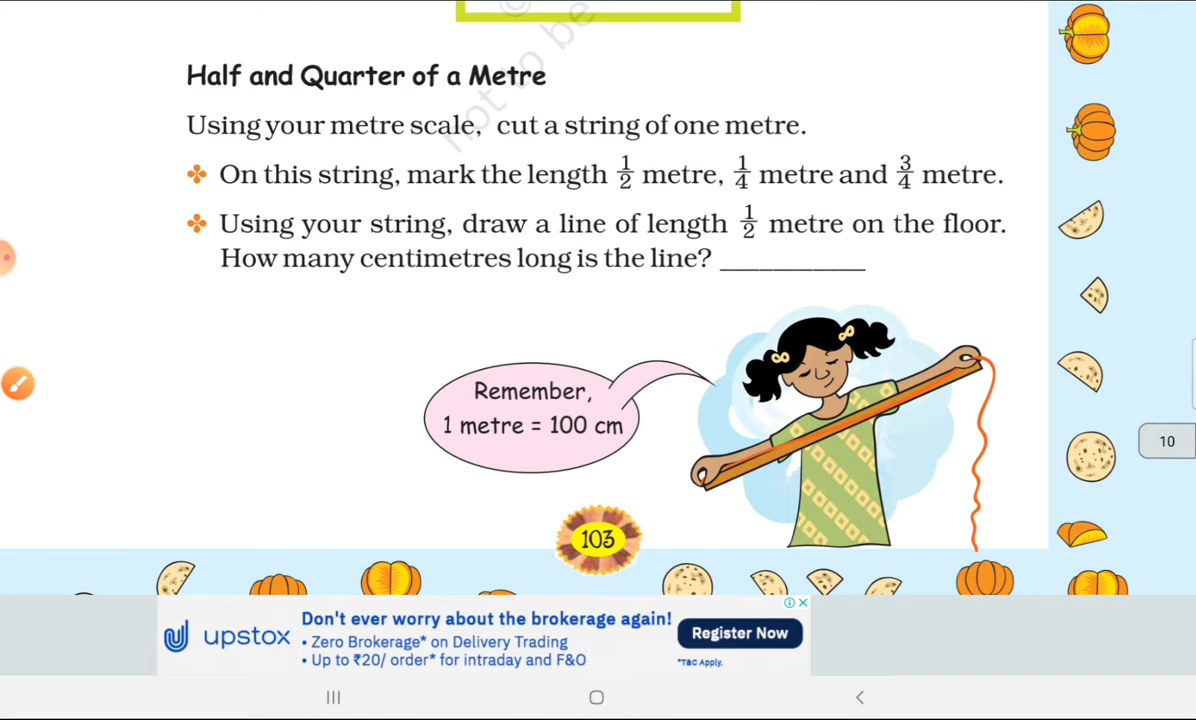 not to be
Half and Quarter of a Metre
Using your metre scale, cut a string of one metre.
On this string, mark the length 1/2 metre, 1/4 metre and 3/4 metre.
Using your string, draw a line of length 1/2 metre on the floor.
How many centimetres long is the line? ___________
Remember,
1 metre = 100 cm
10
103
Don't ever worry about the brokerage again!
upstox
• Zero Brokerage* on Delivery Trading
• Up to ₹20/ order* for intraday and F&O
Register Now
*T&C Apply.